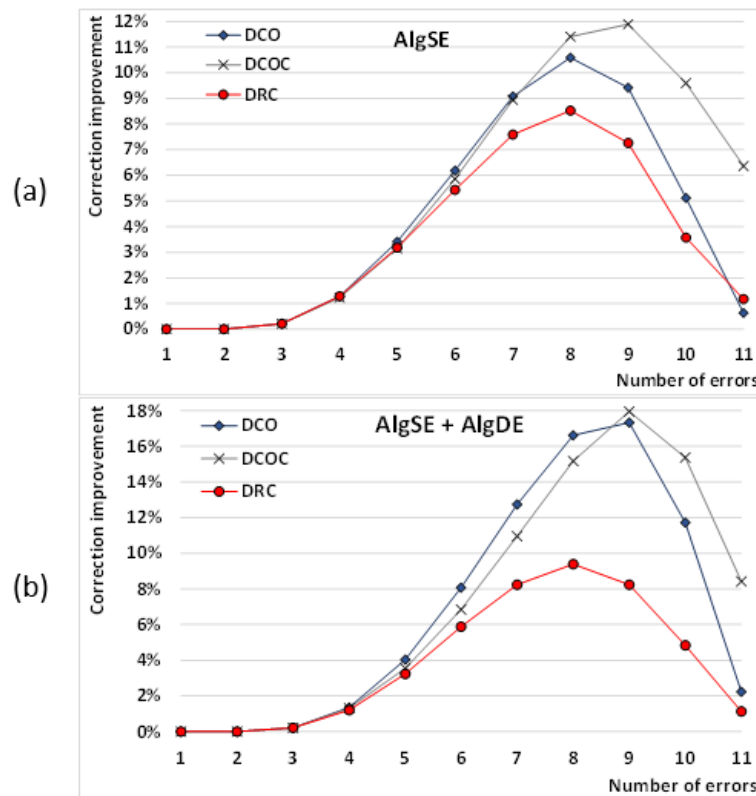 (a)
AlgSE
DCO
DCOC
DRC
Correction improvement
12%
11%
10%
9%
8%
7%
6%
5%
4%
3%
2%
1%
0%
1 2 3 4 5 6 7 8 9 10 11
Number of errors
(b)
AlgSE + AlgDE
DCO
DCOC
DRC
Correction improvement
18%
16%
14%
12%
10%
8%
6%
4%
2%
0%
1 2 3 4 5 6 7 8 9 10 11
Number of errors